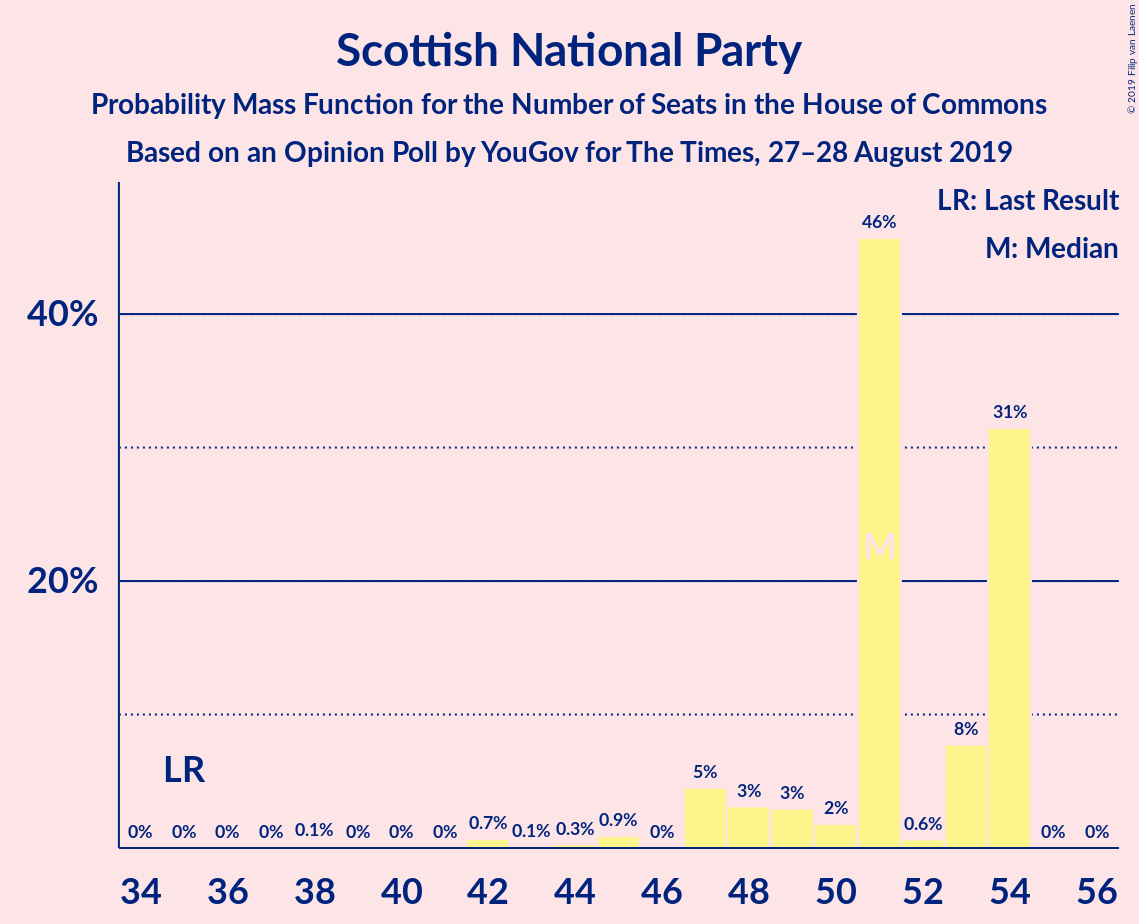 Scottish National Party
Probability Mass Function for the Number of Seats in the House of Commons
Based on an Opinion Poll by YouGov for The Times, 27–28 August 2019
© 2019 Filip van Laenen
LR: Last Result
M: Median
46%
40%
31%
M
20%
8%
LR
5%
3%
3%
2%
0%
0%
0%
0%
0.1%
0%
0%
0%
0.7%
0.1%
0.3%
0.9%
0%
0.6%
0%
0%
34 36 38 40 42 44 46 48 50 52 54 56